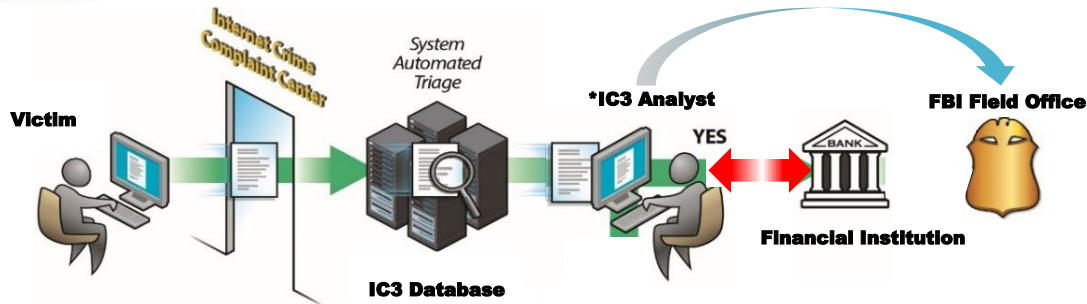 Internet Crime
Complaint Center
System
Automated
Triage
*IC3 Analyst
FBI Field Office
Victim
YES
BANK
Financial Institution
IC3 Database